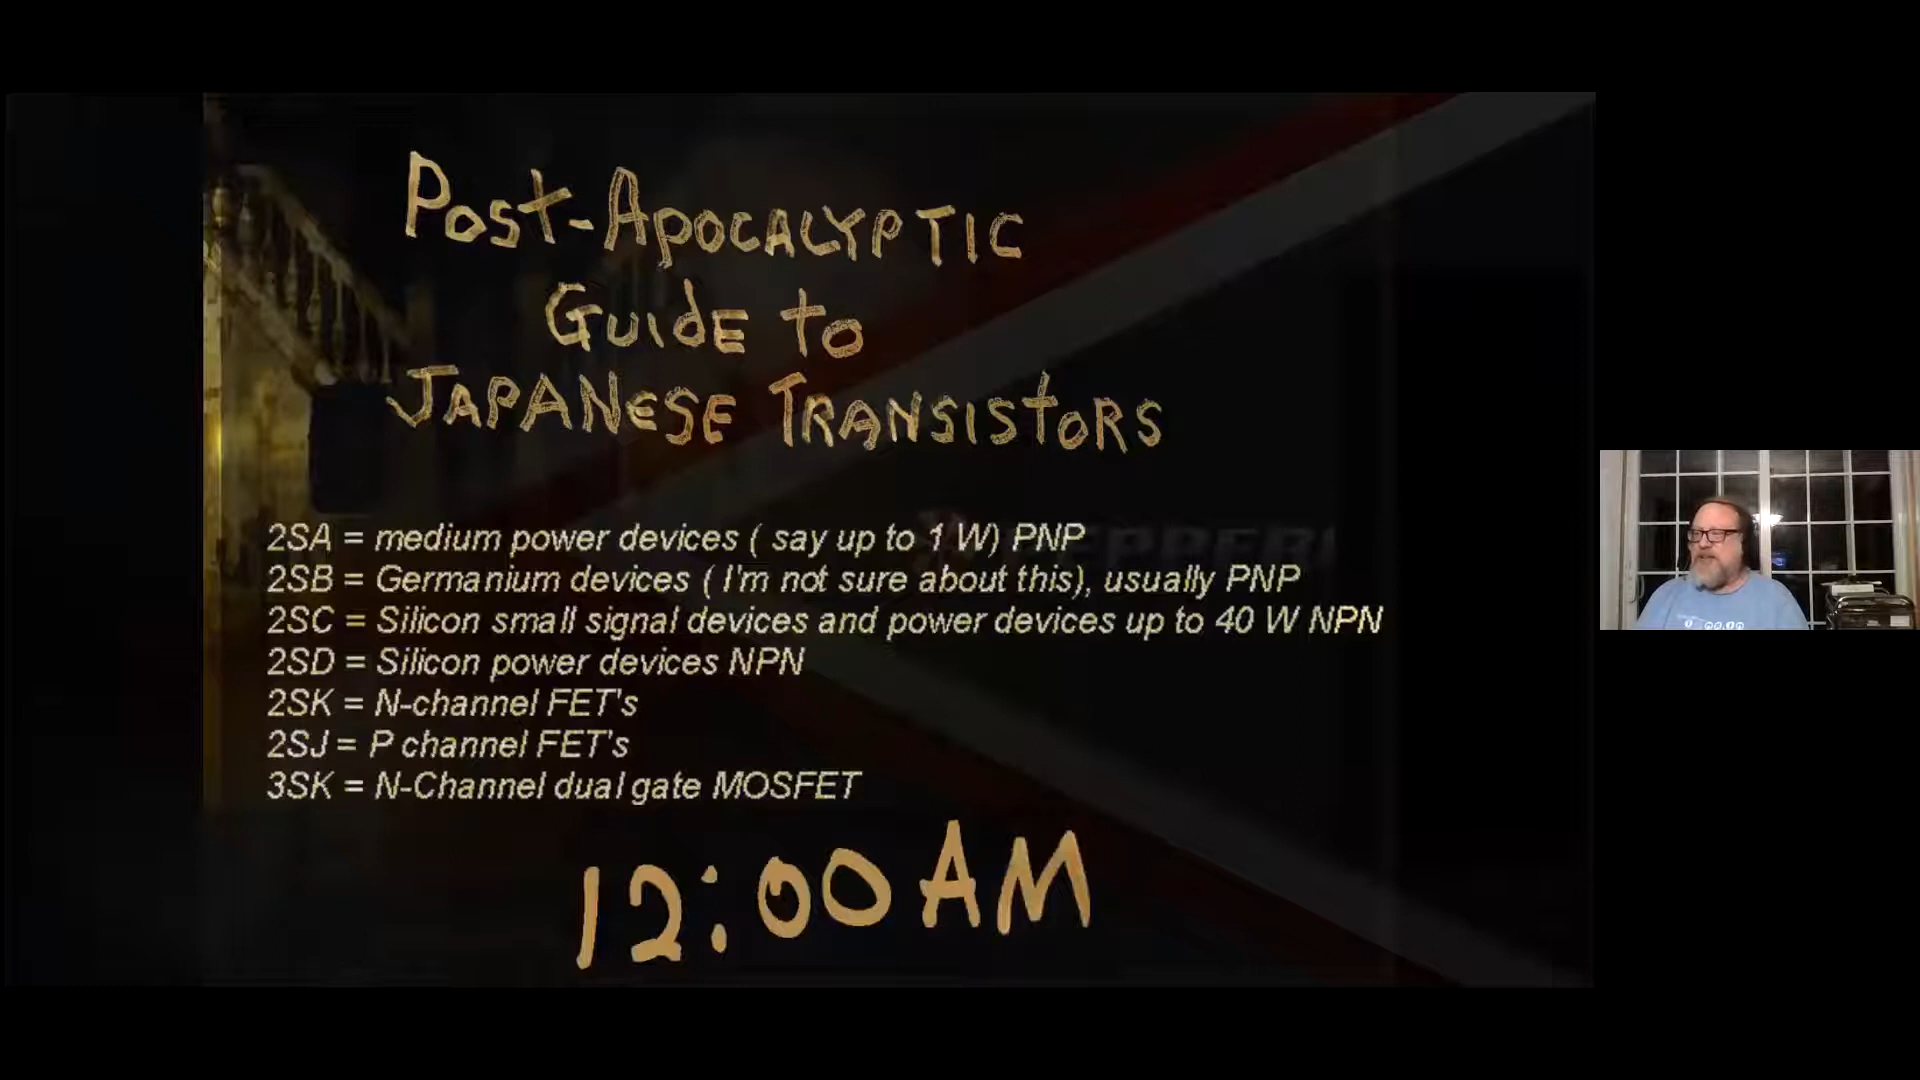 Post-Apocalyptic
Guide to
Japanese Transistors
2SA = medium power devices ( say up to 1 W) PNP
2SB = Germanium devices ( I'm not sure about this), usually PNP
2SC = Silicon small signal devices and power devices up to 40 W NPN
2SD = Silicon power devices NPN
2SK = N-channel FET's
2SJ = P channel FET's
3SK = N-Channel dual gate MOSFET
12:00 AM